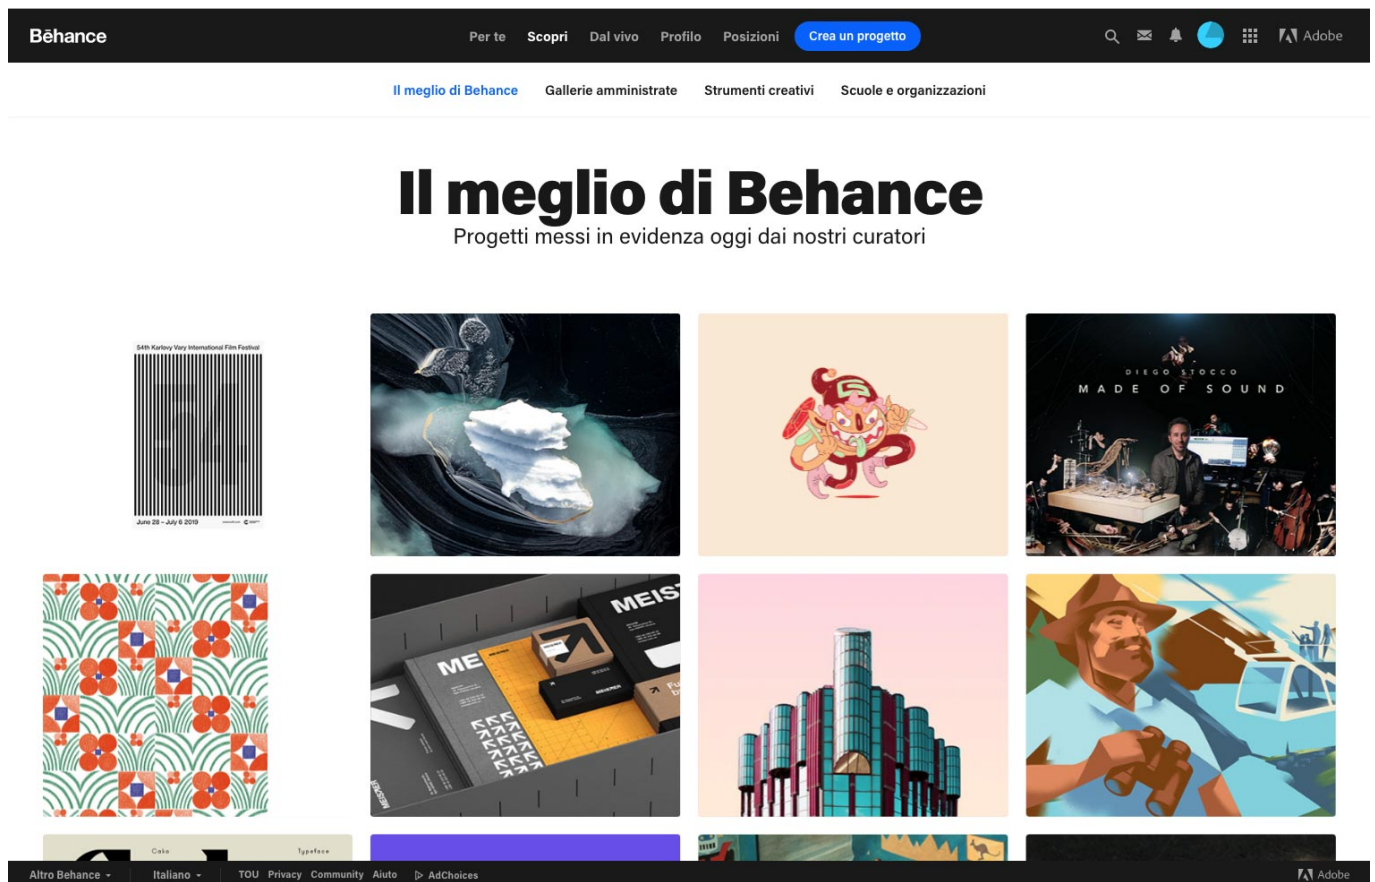 Bēhance
Per te Scopri Dal vivo Profilo Posizioni Crea un progetto
Adobe
Il meglio di Behance Gallerie amministrate Strumenti creativi Scuole e organizzazioni
Il meglio di Behance
Progetti messi in evidenza oggi dai nostri curatori
54th Karlovy Vary International Film Festival
June 28 – July 6 2019
DIEGO STOCCO
MADE OF SOUND
MEIS
ME
MEISTER
Cake Typeface
Altro Behance Italiano TOU Privacy Community Aiuto AdChoices
Adobe